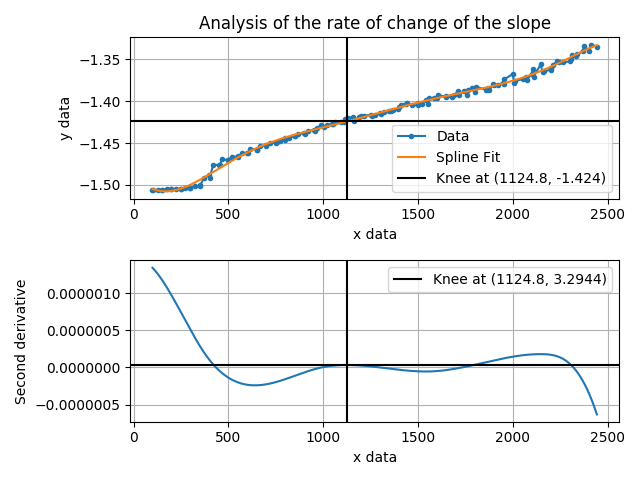 Analysis of the rate of change of the slope
−1.35
−1.40
−1.45
−1.50
y data
Data
Spline Fit
Knee at (1124.8, -1.424)
0 500 1000 1500 2000 2500
x data
Knee at (1124.8, 3.2944)
0.0000010
0.0000005
0.0000000
−0.0000005
Second derivative
0 500 1000 1500 2000 2500
x data